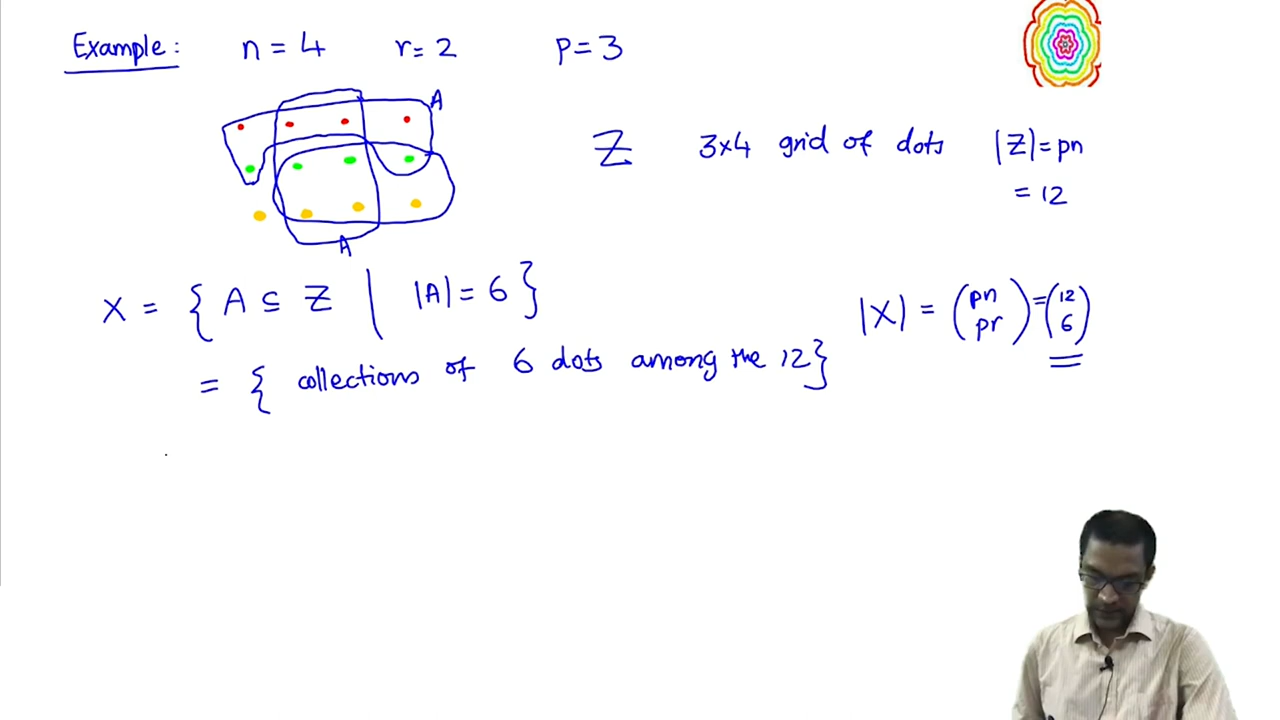 Example: n = 4 r = 2 p = 3
A
Z 3×4 grid of dots |Z| = pn
= 12
A
X = { A ⊆ Z | |A| = 6 } |X| = (pn pr) = (12 6)
= { collections of 6 dots among the 12}